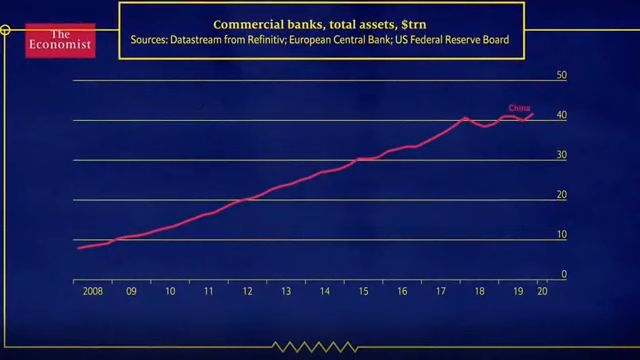 The
Economist
Commercial banks, total assets, $trn
Sources: Datastream from Refinitiv; European Central Bank; US Federal Reserve Board
50
China
40
30
20
10
0
2008 09 10 11 12 13 14 15 16 17 18 19 20